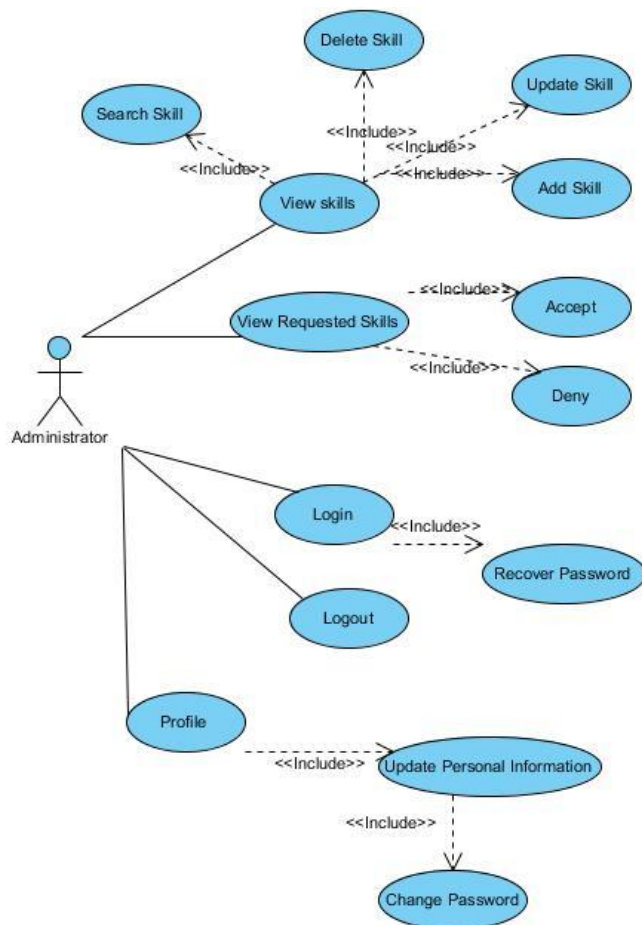 Delete Skill
Update Skill
Search Skill
<<Include>>
<<Include>>
<<Include>>
<<Include>>
Add Skill
View skills
<<Include>>
Accept
View Requested Skills
<<Include>>
Deny
Administrator
Login
<<Include>>
Recover Password
Logout
Profile
<<Include>>
Update Personal Information
<<Include>>
Change Password